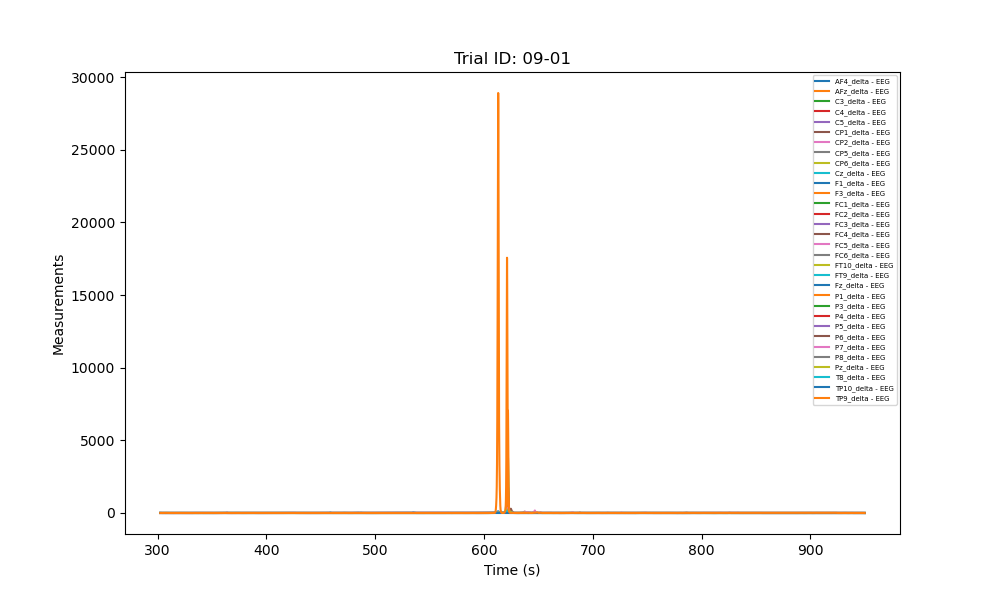 Trial ID: 09-01
30000
25000
20000
15000
10000
5000
0
Measurements
300
400
500
600
700
800
900
Time (s)
AF4_delta - EEG
AFz_delta - EEG
C3_delta - EEG
C4_delta - EEG
C5_delta - EEG
CP1_delta - EEG
CP2_delta - EEG
CP5_delta - EEG
CP6_delta - EEG
Cz_delta - EEG
F1_delta - EEG
F3_delta - EEG
FC1_delta - EEG
FC2_delta - EEG
FC3_delta - EEG
FC4_delta - EEG
FC5_delta - EEG
FC6_delta - EEG
FT10_delta - EEG
FT9_delta - EEG
Fz_delta - EEG
P1_delta - EEG
P3_delta - EEG
P4_delta - EEG
P5_delta - EEG
P6_delta - EEG
P7_delta - EEG
P8_delta - EEG
Pz_delta - EEG
T8_delta - EEG
TP10_delta - EEG
TP9_delta - EEG